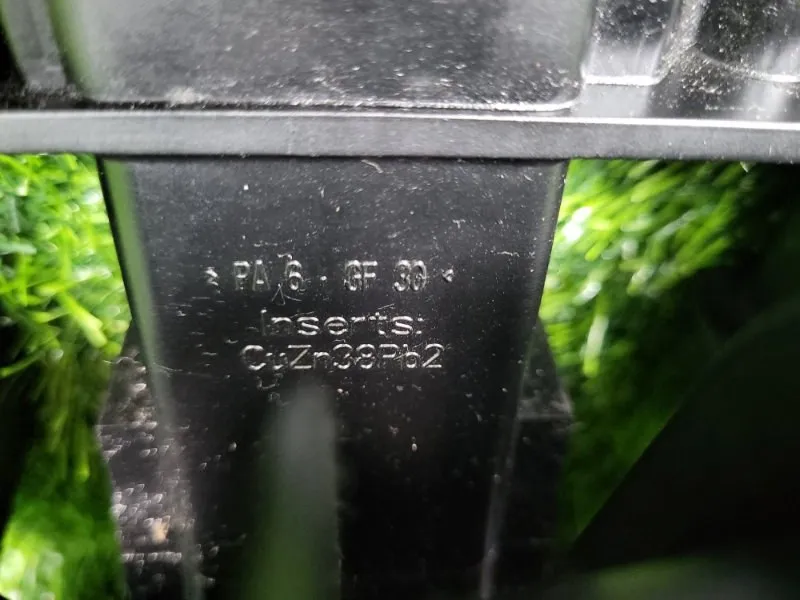 > PA 6 - GF 30 <
Inserts:
CuZn38Pb2